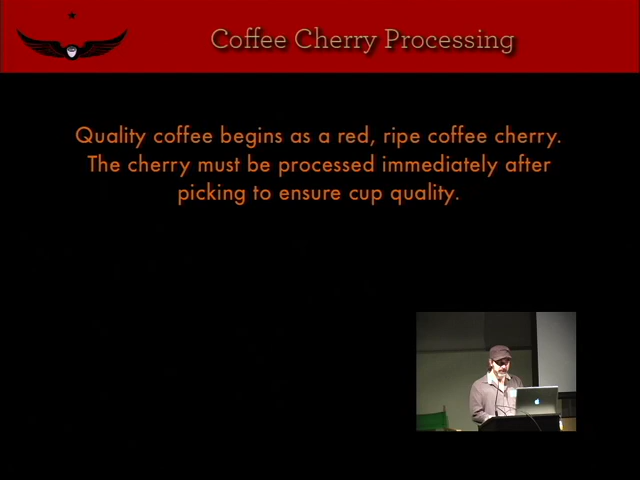 Coffee Cherry Processing
Quality coffee begins as a red, ripe coffee cherry.
The cherry must be processed immediately after
picking to ensure cup quality.